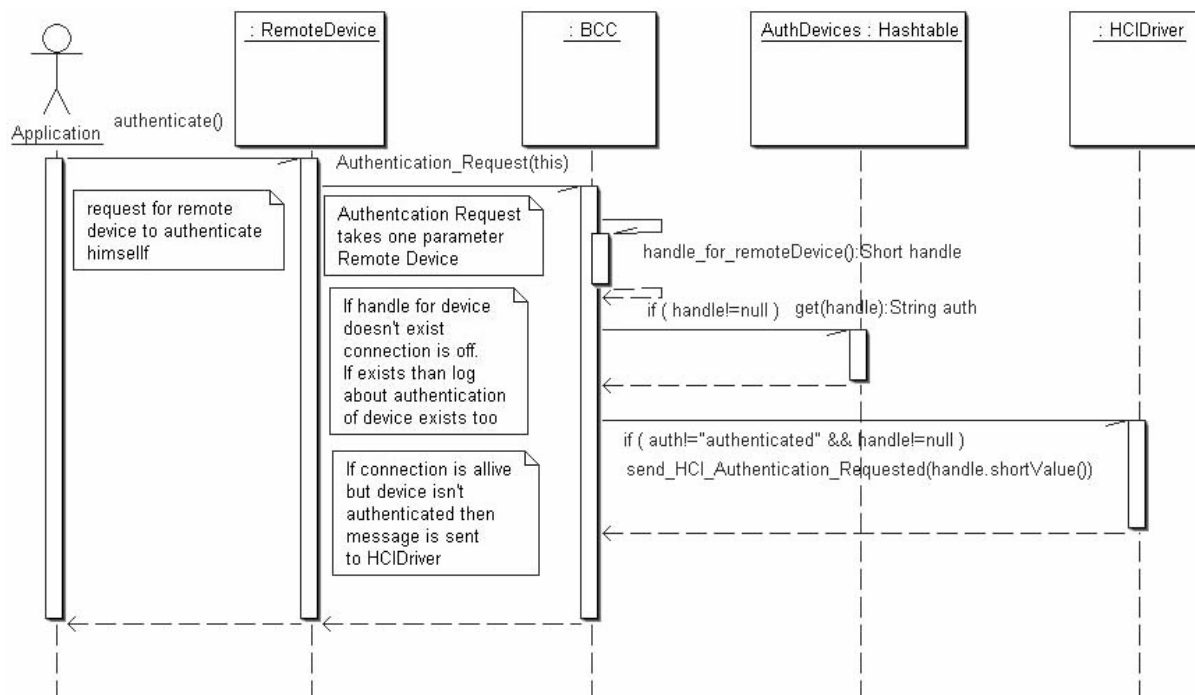 : RemoteDevice
: BCC
AuthDevices : Hashtable
: HCIDriver
Application
authenticate()
Authentication_Request(this)
request for remote
device to authenticate
himsellf
Authentcation Request
takes one parameter
Remote Device
handle_for_remoteDevice():Short handle
If handle for device
doesn't exist
connection is off.
If exists than log
about authentication
of device exists too
if ( handle!=null )
get(handle):String auth
if ( auth!="authenticated" && handle!=null )
send_HCI_Authentication_Requested(handle.shortValue())
If connection is allive
but device isn't
authenticated then
message is sent
to HCIDriver